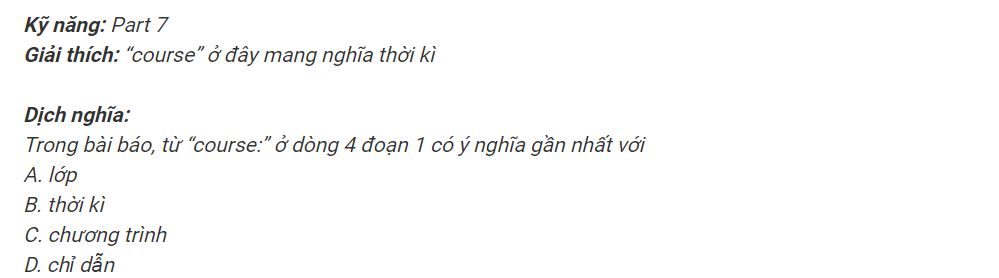 Kỹ năng: Part 7
Giải thích: “course” ở đây mang nghĩa thời kì
Dịch nghĩa:
Trong bài báo, từ “course:” ở dòng 4 đoạn 1 có ý nghĩa gần nhất với
A. lớp
B. thời kì
C. chương trình
D. chỉ dẫn